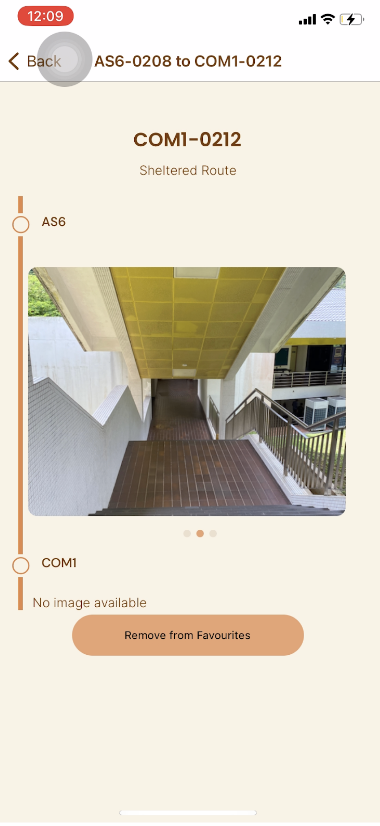 12:09
Back AS6-0208 to COM1-0212
COM1-0212
Sheltered Route
AS6
COM1
No image available
Remove from Favourites